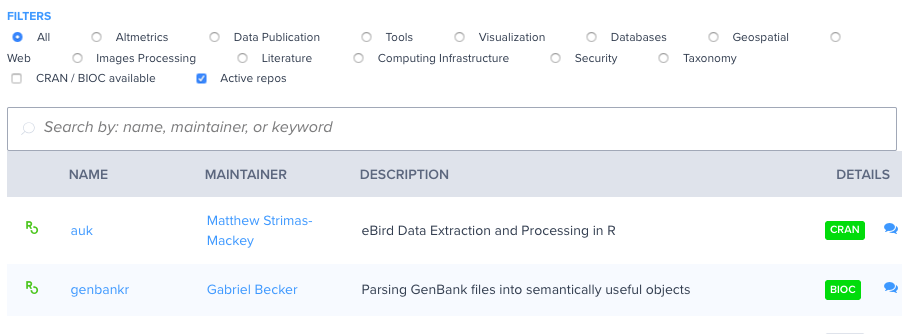 FILTERS
All Altmetrics Data Publication Tools Visualization Databases Geospatial
Web Images Processing Literature Computing Infrastructure Security Taxonomy
CRAN / BIOC available Active repos
Search by: name, maintainer, or keyword
NAME MAINTAINER DESCRIPTION DETAILS
auk Matthew Strimas-
Mackey eBird Data Extraction and Processing in R CRAN
genbankr Gabriel Becker Parsing GenBank files into semantically useful objects BIOC